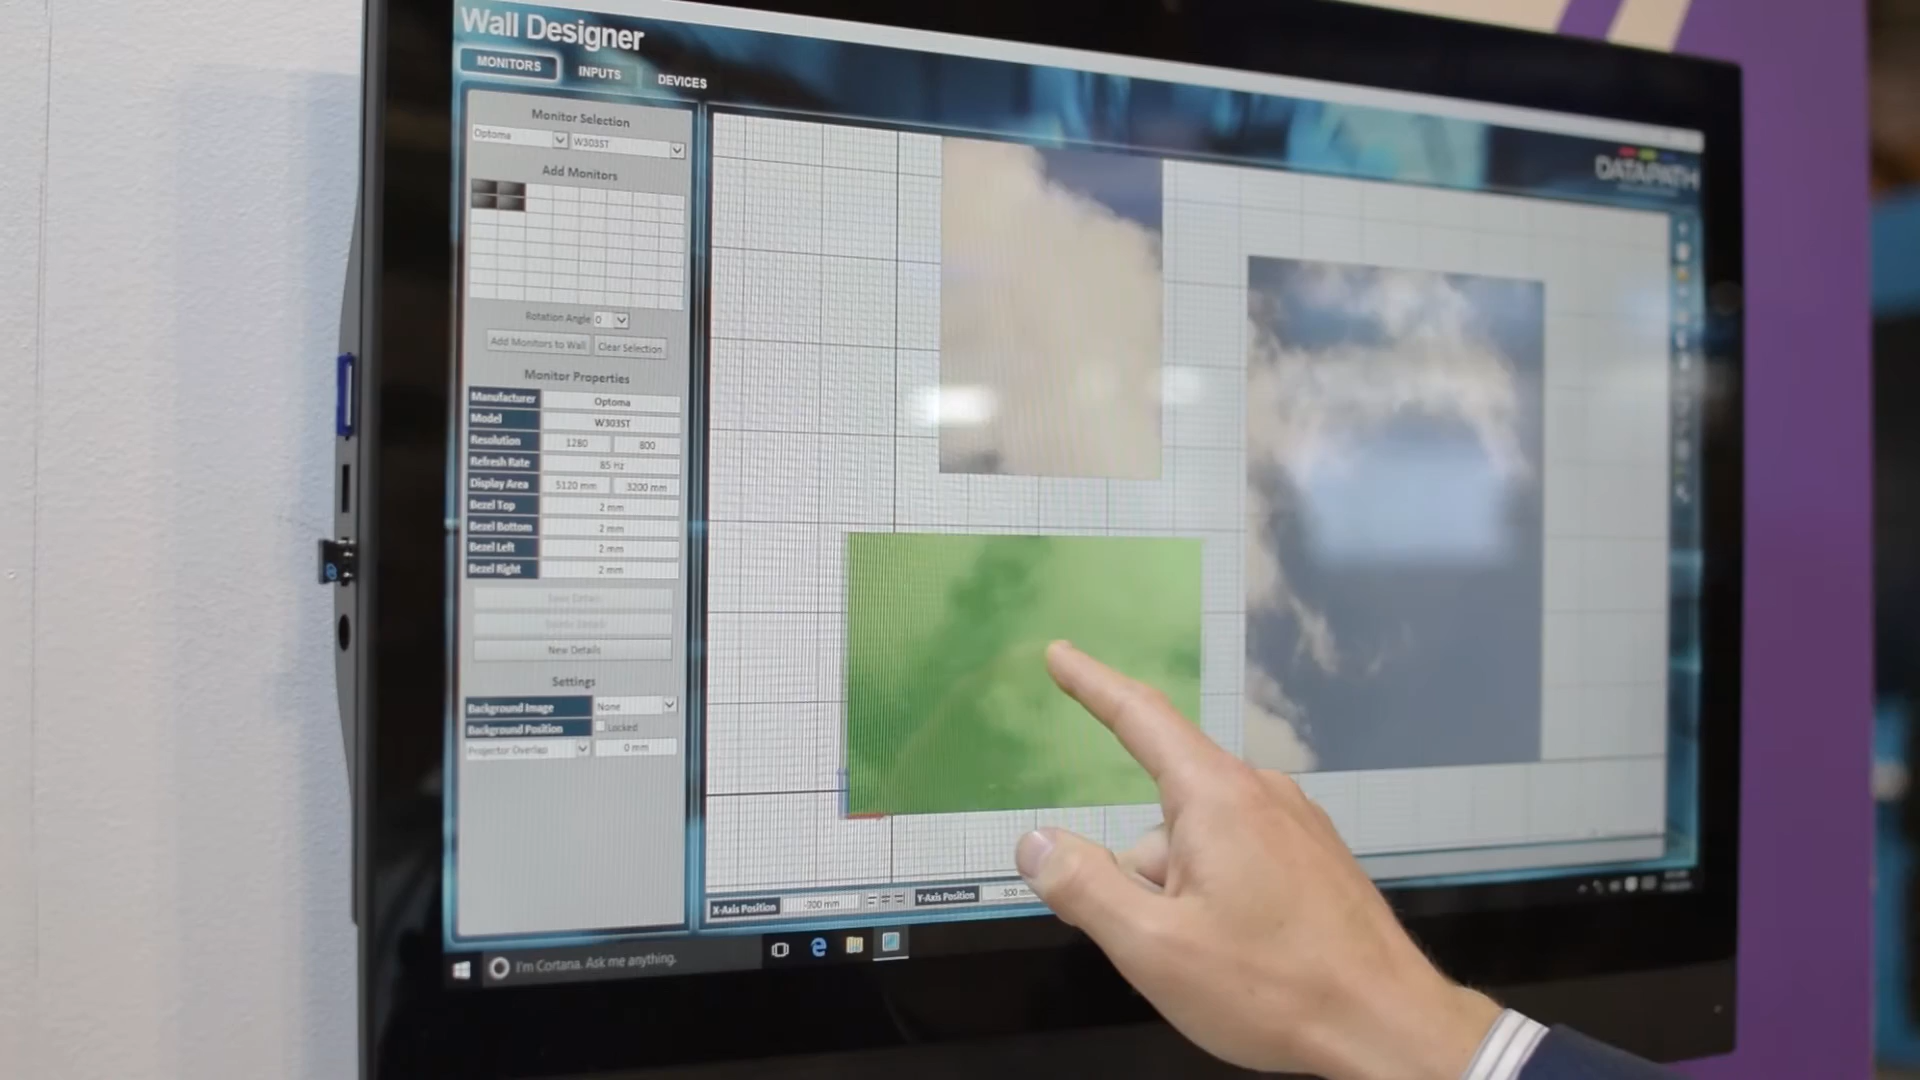 Wall Designer
MONITORS INPUTS DEVICES
DATAPATH
Monitor Selection
Optoma W303ST
Add Monitors
Rotation Angle 0
Add Monitors to Wall Clear Selection
Monitor Properties
Manufacturer Optoma
Model W303ST
Resolution 1280 800
Refresh Rate 85 Hz
Display Area 5120 mm 3200 mm
Bezel Top 2 mm
Bezel Bottom 2 mm
Bezel Left 2 mm
Bezel Right 2 mm
New Details
Settings
Background Image None
Background Position Locked
Projector Overlap 0 mm
X-Axis Position -700 mm Y-Axis Position
I'm Cortana. Ask me anything.